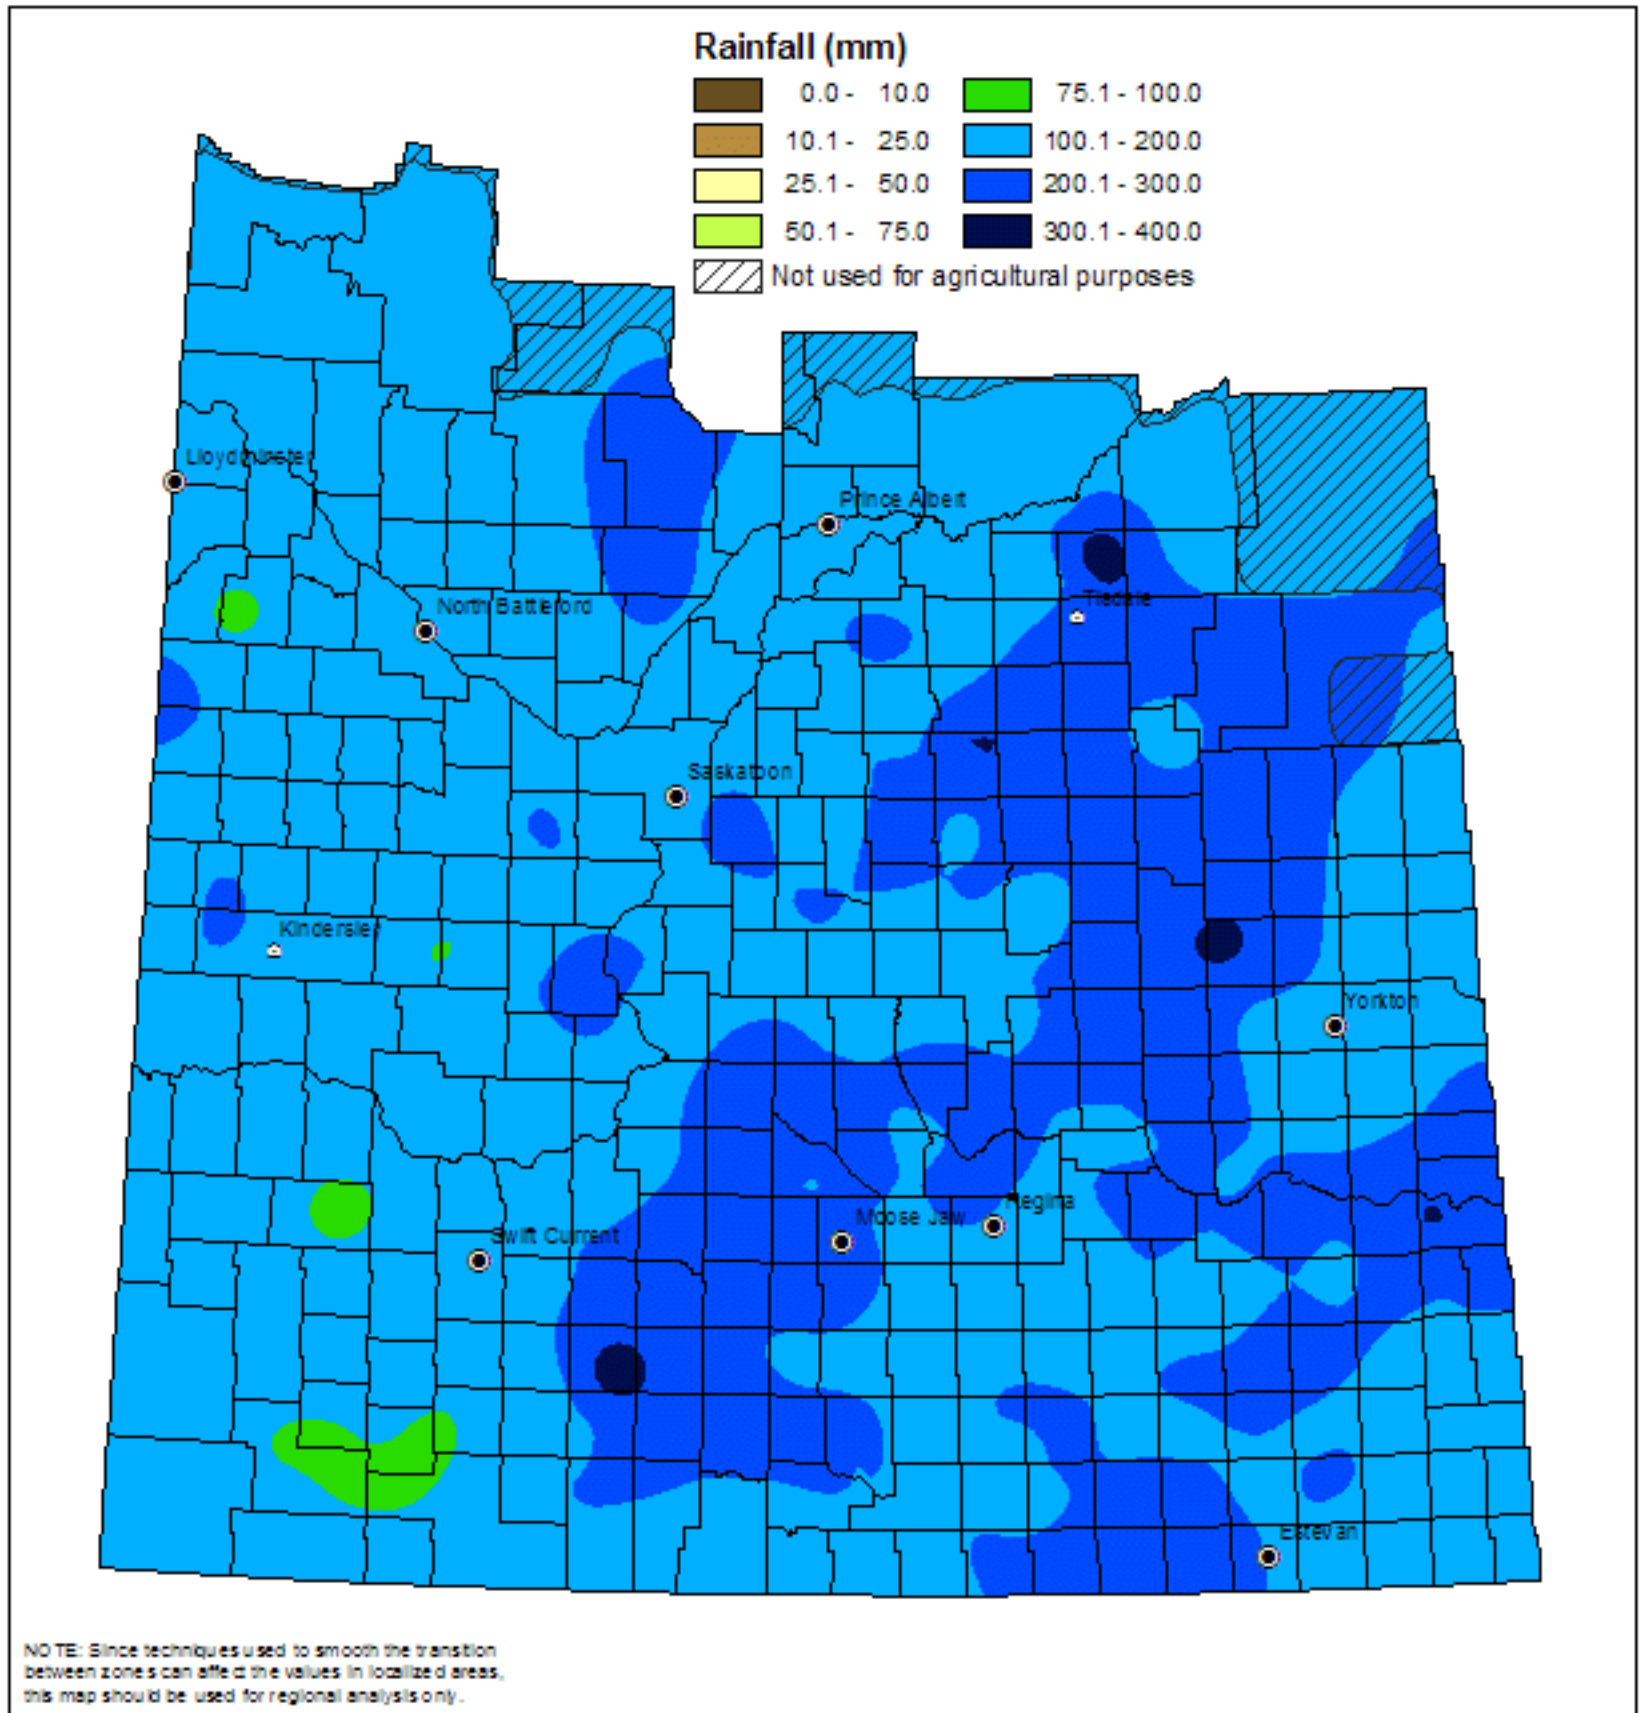 Rainfall (mm)
0.0 - 10.0
75.1 - 100.0
10.1 - 25.0
100.1 - 200.0
25.1 - 50.0
200.1 - 300.0
50.1 - 75.0
300.1 - 400.0
Not used for agricultural purposes
Lloydminster
Prince Albert
North Battleford
Tisdale
Saskatoon
Kindersley
Yorkton
Regina
Moose Jaw
Swift Current
Estevan
NOTE: Since techniques used to smooth the transition
between zones can affect the values in localized areas,
this map should be used for regional analysis only.